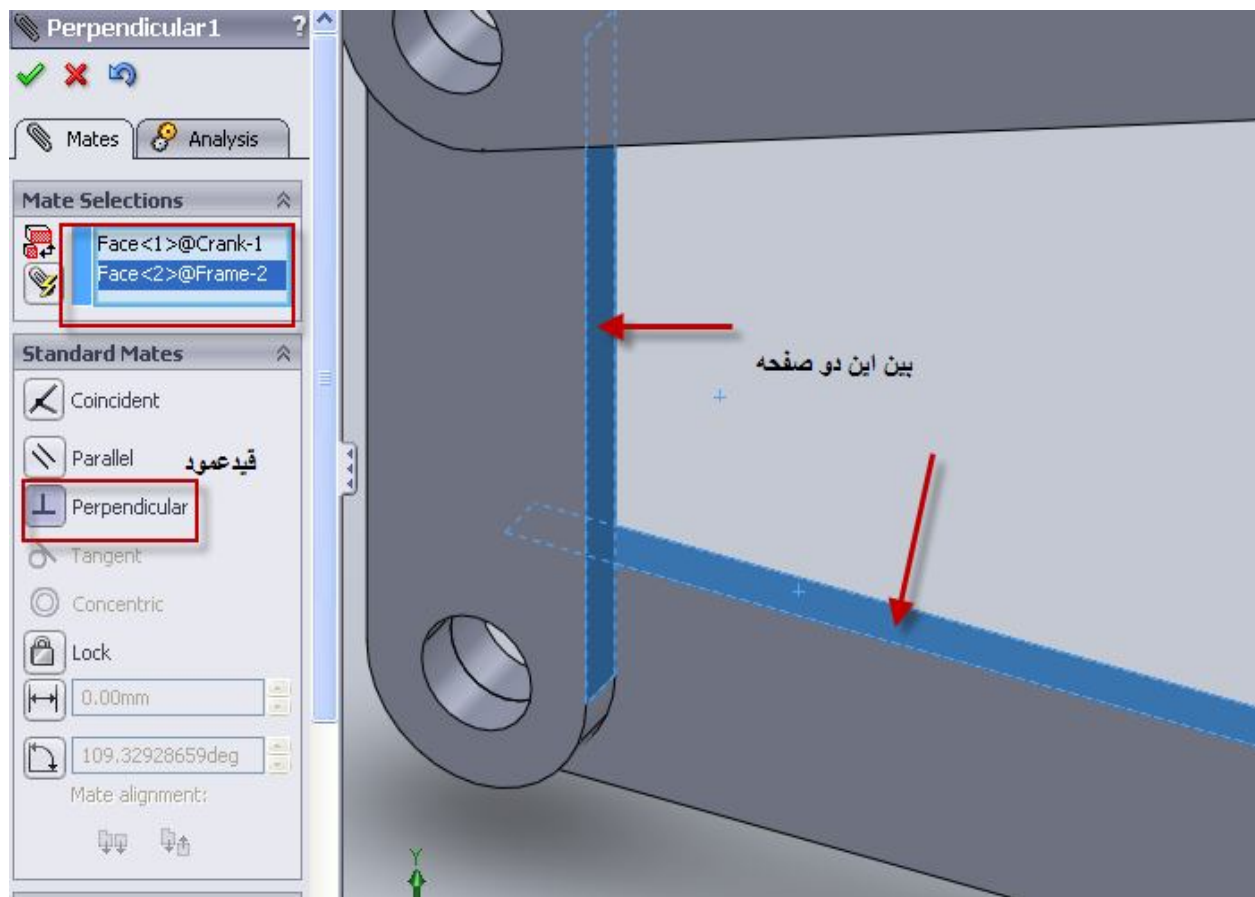 Perpendicular1 ?
Mates
Analysis
Mate Selections
Face<1>@Crank-1
Face<2>@Frame-2
Standard Mates
Coincident
Parallel
قیدعمود
Perpendicular
Tangent
Concentric
Lock
0.00mm
109.32928659deg
Mate alignment:
بین این دو صفحه
Y